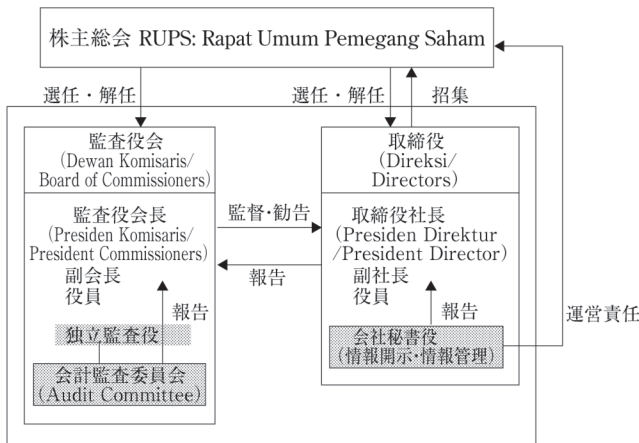 株主総会 RUPS: Rapat Umum Pemegang Saham
選任・解任
選任・解任
招集
監査役会
(Dewan Komisaris/
Board of Commissioners)
取締役
(Direksi/
Directors)
監査役会長
(Presiden Komisaris/
President Commissioners)
副会長
役員
報告
独立監査役
会計監査委員会
(Audit Committee)
監督・勧告
報告
取締役社長
(Presiden Direktur
/President Director)
副社長
役員
報告
会社秘書役
(情報開示・情報管理)
運営責任